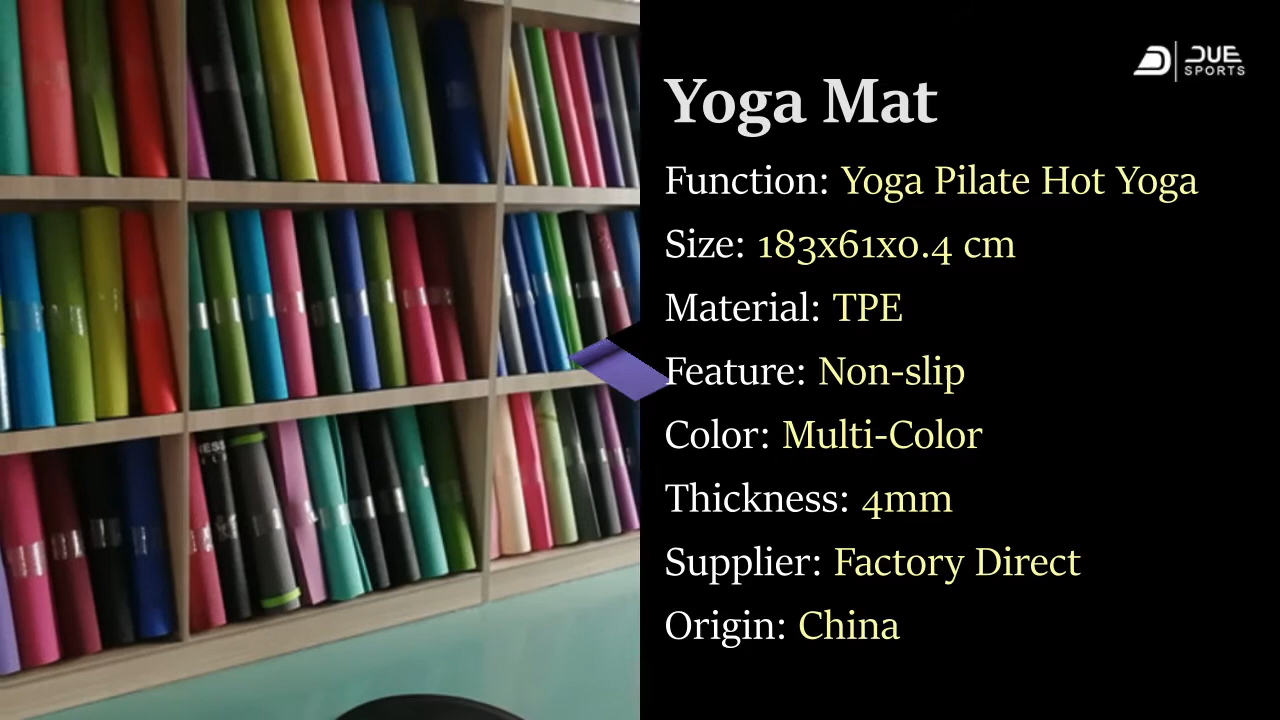 DUE
SPORTS
Yoga Mat
Function: Yoga Pilate Hot Yoga
Size: 183x61x0.4 cm
Material: TPE
Feature: Non-slip
Color: Multi-Color
Thickness: 4mm
Supplier: Factory Direct
Origin: China